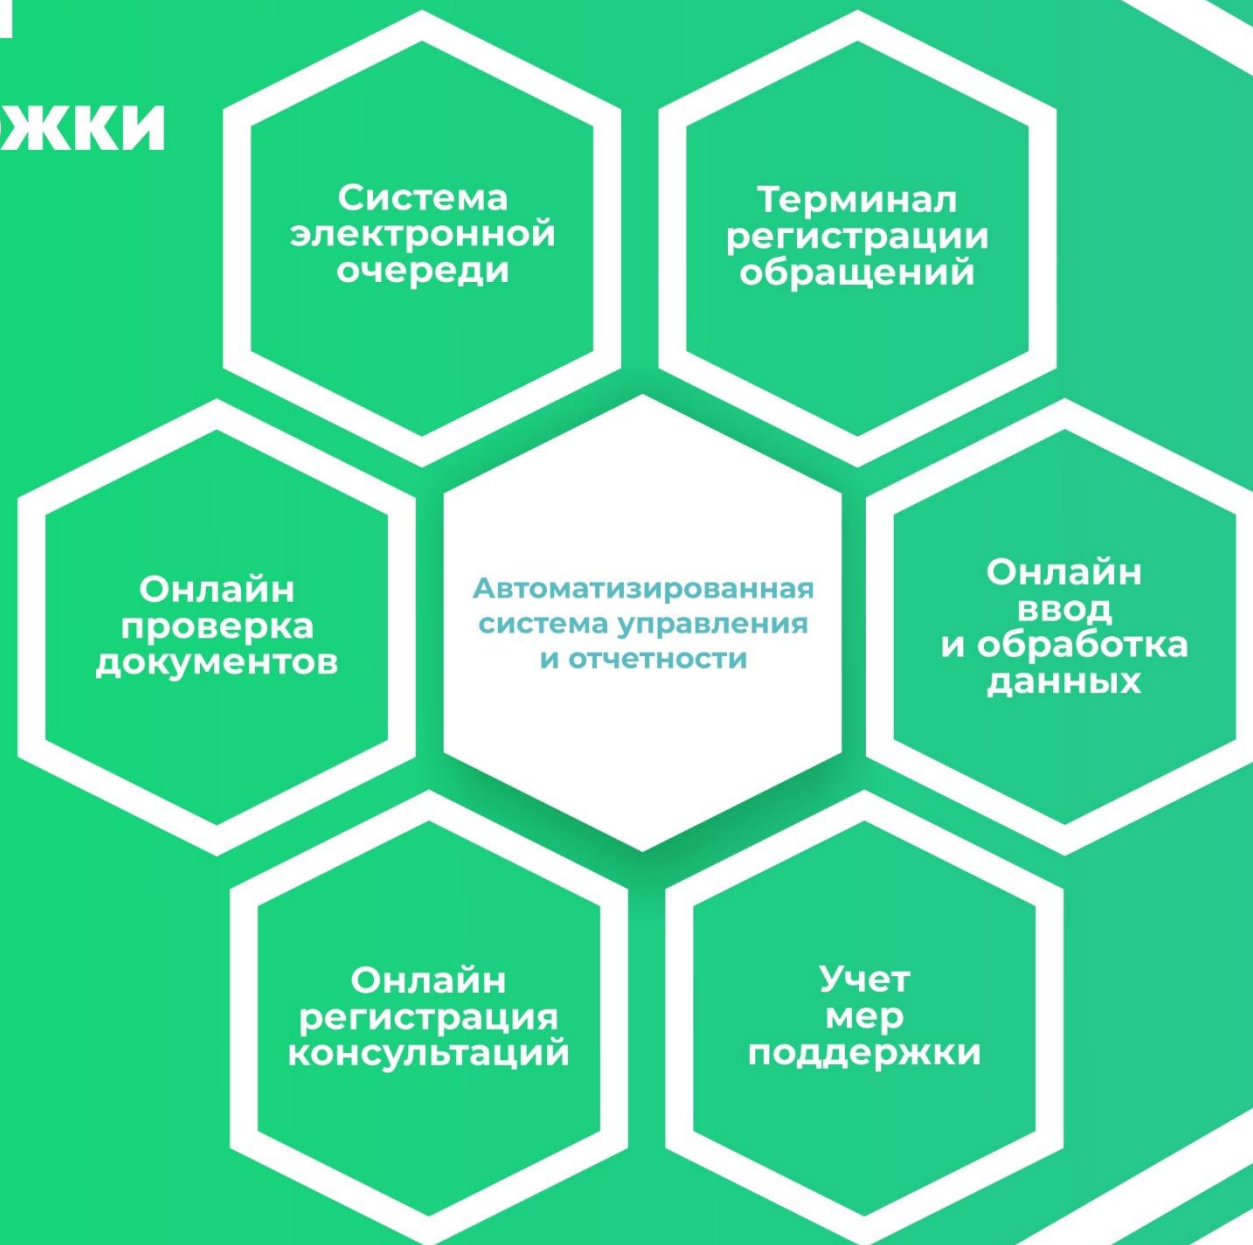 Система
электронной
очереди
Терминал
регистрации
обращений
Онлайн
проверка
документов
Автоматизированная
система управления
и отчетности
Онлайн
ввод
и обработка
данных
Онлайн
регистрация
консультаций
Учет
мер
поддержки